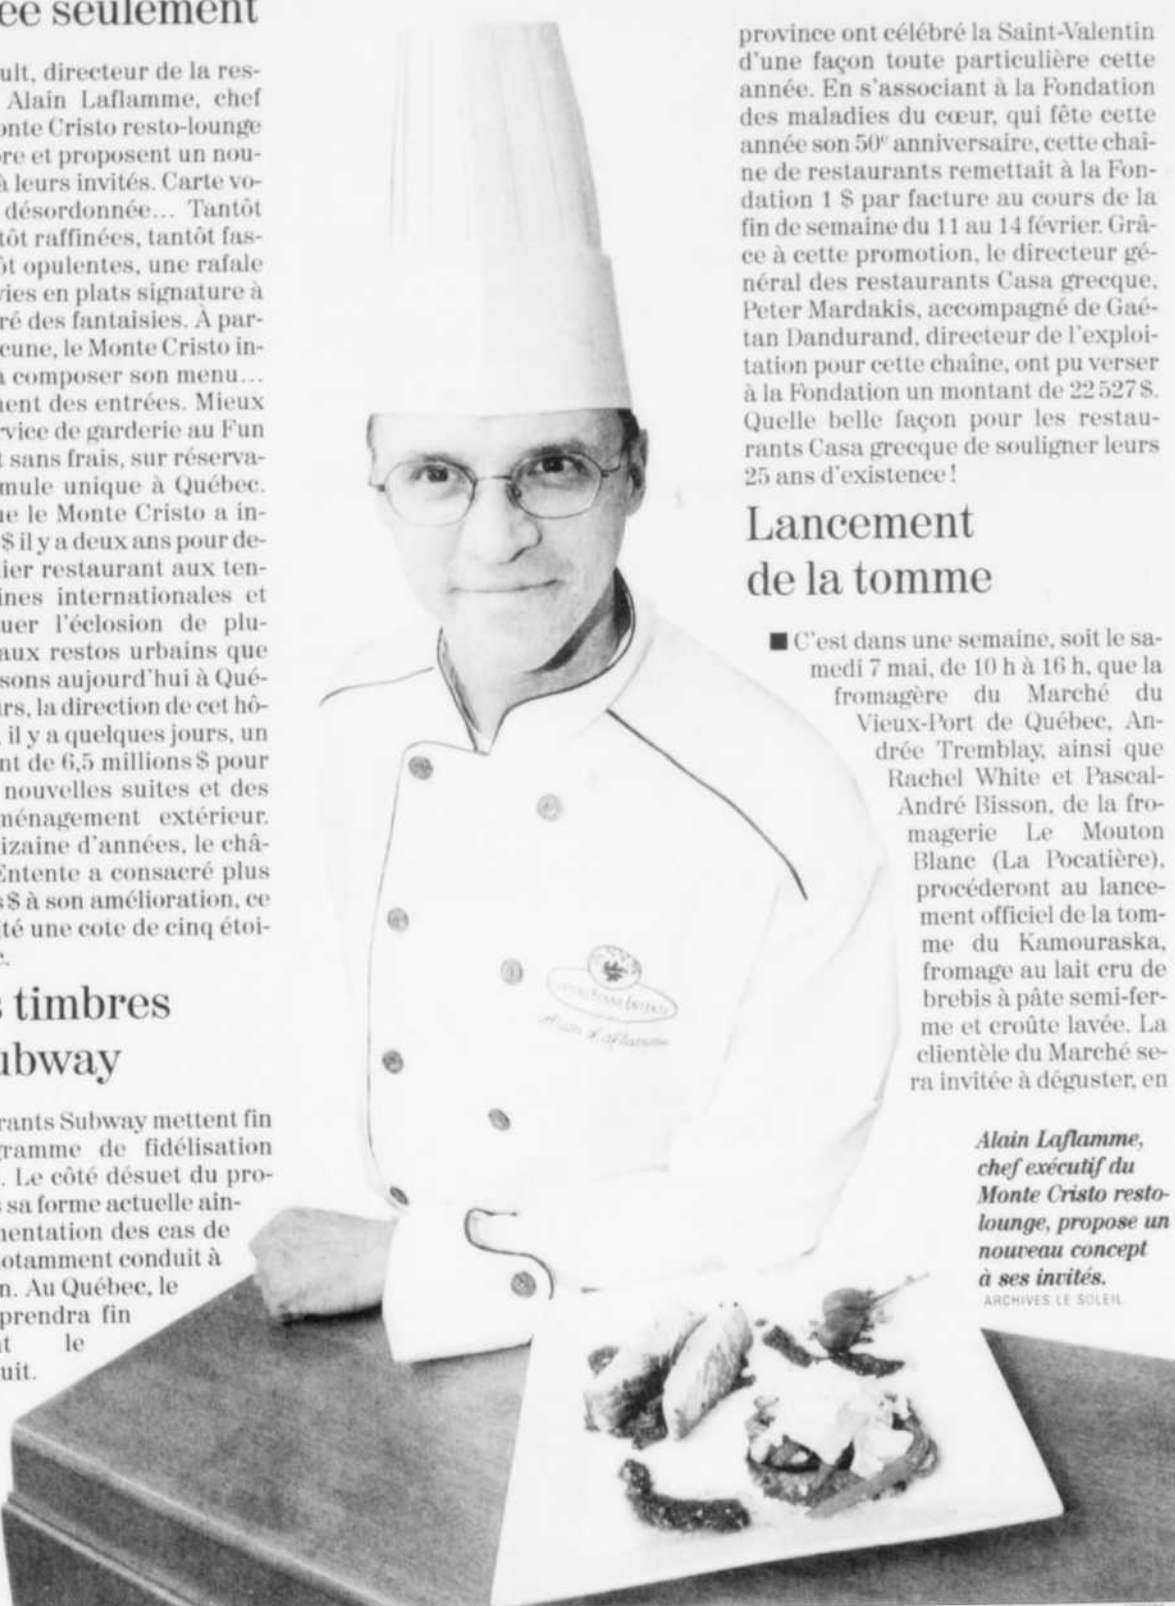 ée seulement
ult, directeur de la res-
Alain Laflamme, chef
onte Cristo resto-lounge
bre et proposent un nou-
à leurs invités. Carte vo-
désordonnée... Tantôt
tôt raffinées, tantôt fas-
ôt opulentes, une rafale
vies en plats signature à
ré des fantaisies. À par-
cune, le Monte Cristo in-
à composer son menu...
ment des entrées. Mieux
rvice de garderie au Fun
t sans frais, sur réserva-
mule unique à Québec.
ue le Monte Cristo a in-
$ il y a deux ans pour de-
ier restaurant aux ten-
ines internationales et
uer l'éclosion de plu-
aux restos urbains que
sons aujourd'hui à Qué-
urs, la direction de cet hô-
, il y a quelques jours, un
nt de 6,5 millions $ pour
nouvelles suites et des
ménagement extérieur.
izaine d'années, le châ-
Entente a consacré plus
s $ à son amélioration, ce
ité une cote de cinq étoi-
c.
s timbres
ubway
rants Subway mettent fin
gramme de fidélisation
. Le côté désuet du pro-
s sa forme actuelle ain-
mentation des cas de
otamment conduit à
n. Au Québec, le
prendra fin
nt le
uit.
province ont célébré la Saint-Valentin
d'une façon toute particulière cette
année. En s'associant à la Fondation
des maladies du cœur, qui fête cette
année son 50e anniversaire, cette chaî-
ne de restaurants remettait à la Fon-
dation 1 $ par facture au cours de la
fin de semaine du 11 au 14 février. Grâ-
ce à cette promotion, le directeur gé-
néral des restaurants Casa grecque,
Peter Mardakis, accompagné de Gaé-
tan Dandurand, directeur de l'exploi-
tation pour cette chaîne, ont pu verser
à la Fondation un montant de 22 527 $.
Quelle belle façon pour les restau-
rants Casa grecque de souligner leurs
25 ans d'existence !
Lancement
de la tomme
■ C'est dans une semaine, soit le sa-
medi 7 mai, de 10 h à 16 h, que la
fromagère du Marché du
Vieux-Port de Québec, An-
drée Tremblay, ainsi que
Rachel White et Pascal-
André Bisson, de la fro-
magerie Le Mouton
Blanc (La Pocatière),
procéderont au lance-
ment officiel de la tom-
me du Kamouraska,
fromage au lait cru de
brebis à pâte semi-fer-
me et croûte lavée. La
clientèle du Marché se-
ra invitée à déguster, en
Alain Laflamme,
chef exécutif du
Monte Cristo resto-
lounge, propose un
nouveau concept
à ses invités.
ARCHIVES LE SOLEIL
Alain Laflamme